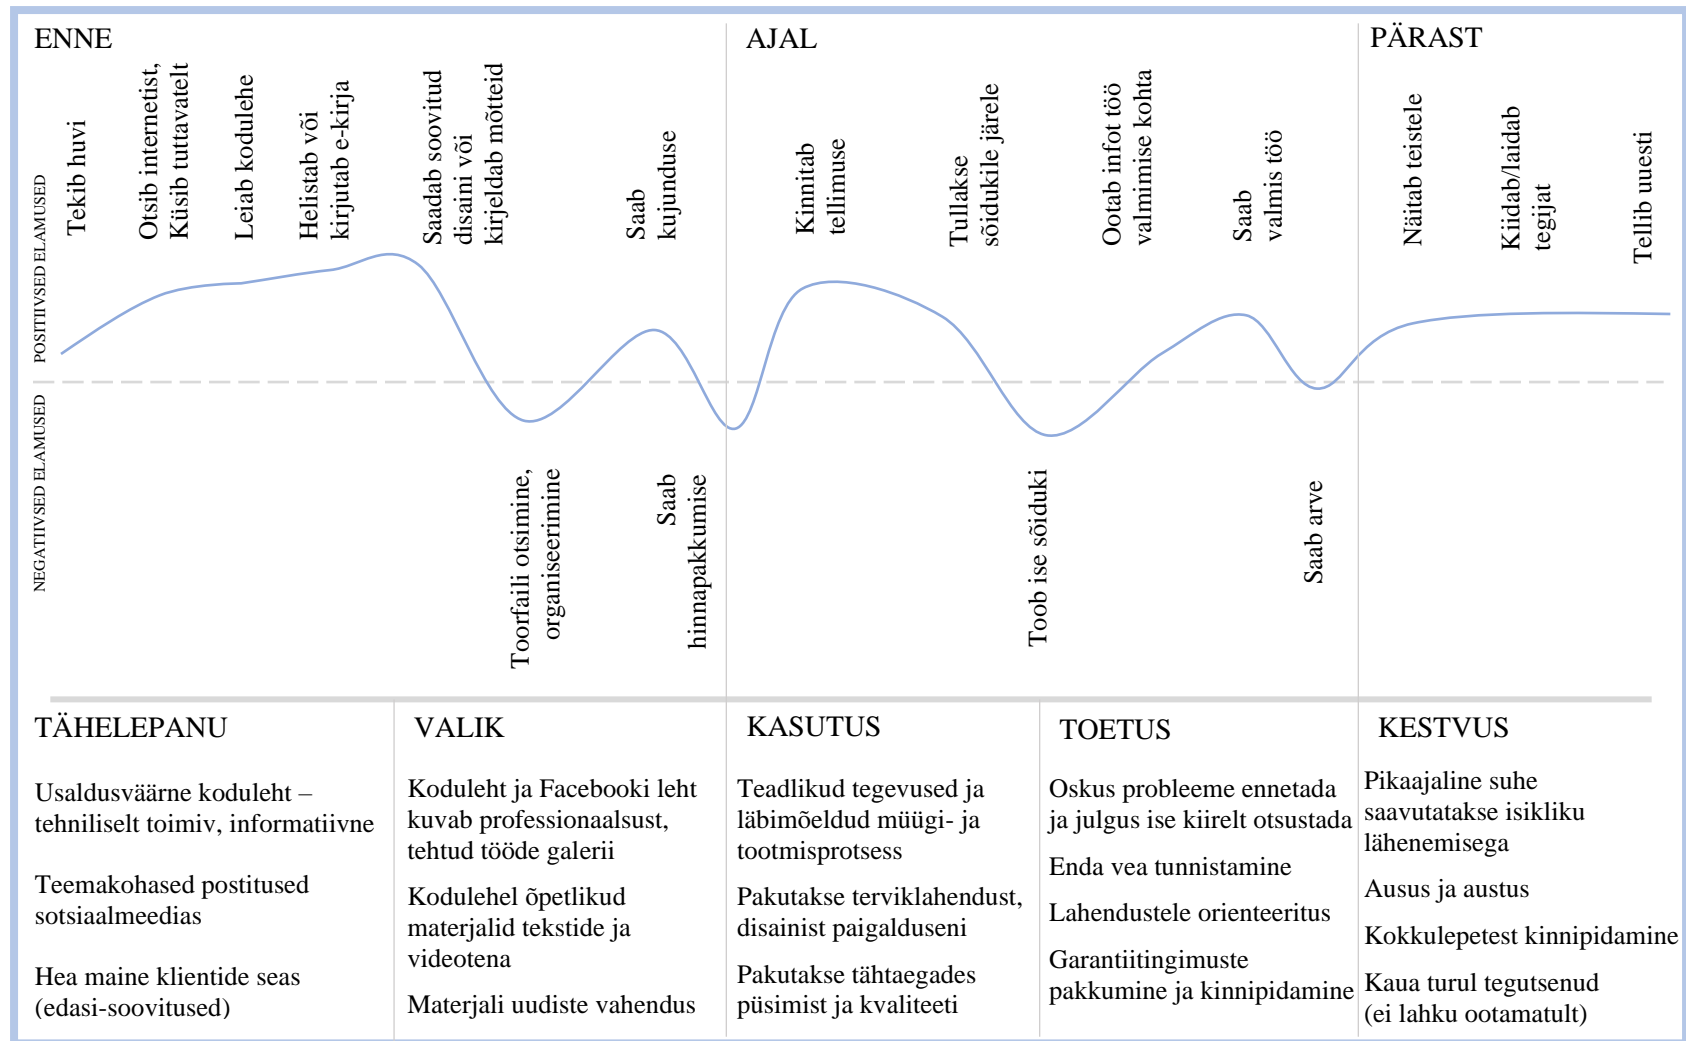 ENNE
AJAL
PÄRAST
POSITIIVSED ELAMUSED
Tekib huvi
Otsib internetist,
Küsib tuttavatelt
Leiab kodulehe
Helistab või
kirjutab e-kirja
Saadab soovitud
disaini või
kirjeldab mõtteid
Saab
kujunduse
Kinnitab
tellimuse
Tullakse
sõidukile järele
Ootab infot töö
valmimise kohta
Saab
valmis töö
Näitab teistele
Kiidab/laidab
tegijat
Tellib uuesti
NEGATIIVSED ELAMUSED
Toorfaili otsimine,
organiseerimine
Saab
hinnapakkumise
Toob ise sõiduki
Saab arve
TÄHELEPANU
Usaldusväärne koduleht –
tehniliselt toimiv, informatiivne
Teemakohased postitused
sotsiaalmeedias
Hea maine klientide seas
(edasi-soovitused)
VALIK
Koduleht ja Facebooki leht
kuvab professionaalsust,
tehtud tööde galerii
Kodulehel õpetlikud
materjalid tekstide ja
videotena
Materjali uudiste vahendus
KASUTUS
Teadlikud tegevused ja
läbimõeldud müügi- ja
tootmisprotsess
Pakutakse terviklahendust,
disainist paigalduseni
Pakutakse tähtaegades
püsimist ja kvaliteeti
TOETUS
Oskus probleeme ennetada
ja julgus ise kiirelt otsustada
Enda vea tunnistamine
Lahendustele orienteeritus
Garantiitingimuste
pakkumine ja kinnipidamine
KESTVUS
Pikaajaline suhe
saavutatakse isikliku
lähenemisega
Ausus ja austus
Kokkulepetest kinnipidamine
Kaua turul tegutsenud
(ei lahku ootamatult)